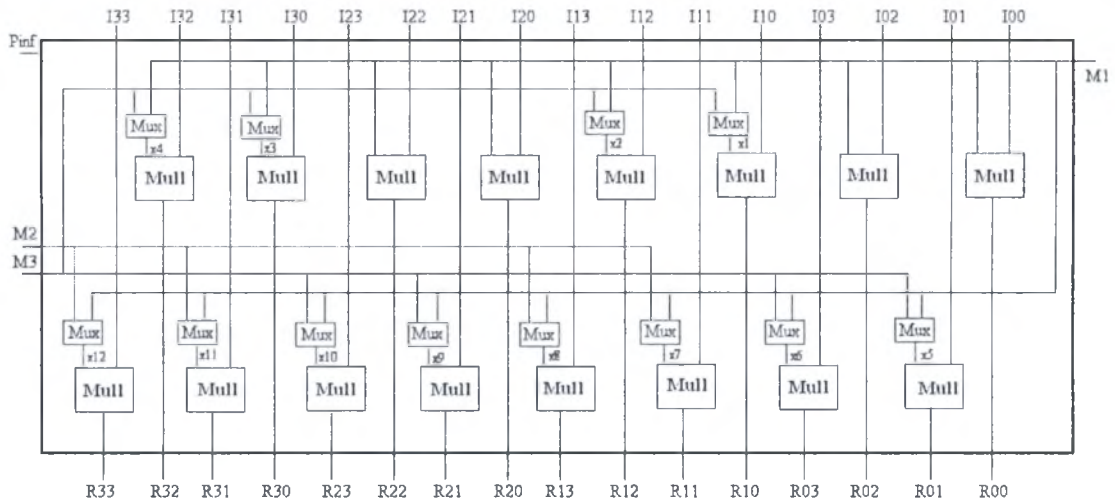 I33 I32 I31 I30 I23 I22 I21 I20 I13 I12 I11 I10 I03 I02 I01 I00
Pinf
M1
Mux Mux Mux Mux
x4 x3 x2 x1
Mull Mull Mull Mull Mull Mull Mull Mull
M2
M3
Mux Mux Mux Mux Mux Mux Mux Mux
x12 x11 x10 x9 x8 x7 x6 x5
Mull Mull Mull Mull Mull Mull Mull Mull
R33 R32 R31 R30 R23 R22 R21 R20 R13 R12 R11 R10 R03 R02 R01 R00